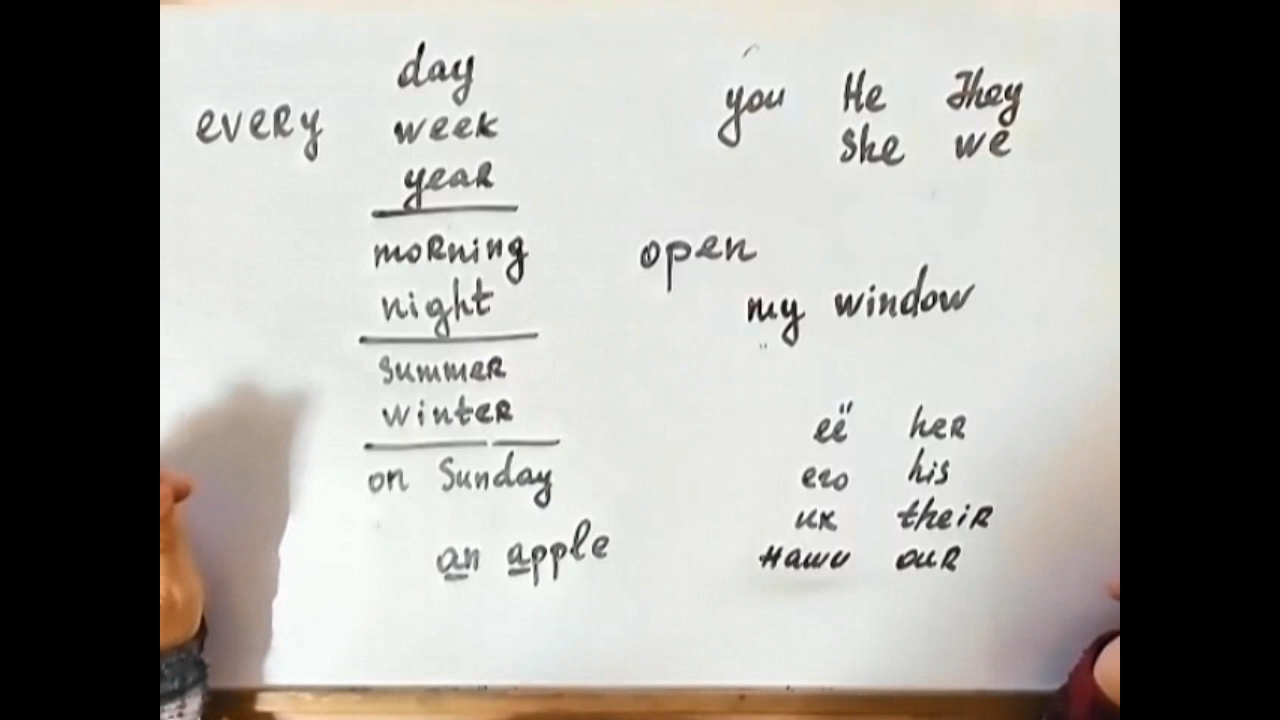 every
day
week
year
morning
night
summer
winter
on Sunday
an apple
you He They
She we
open
my window
её her
его his
их their
наши our